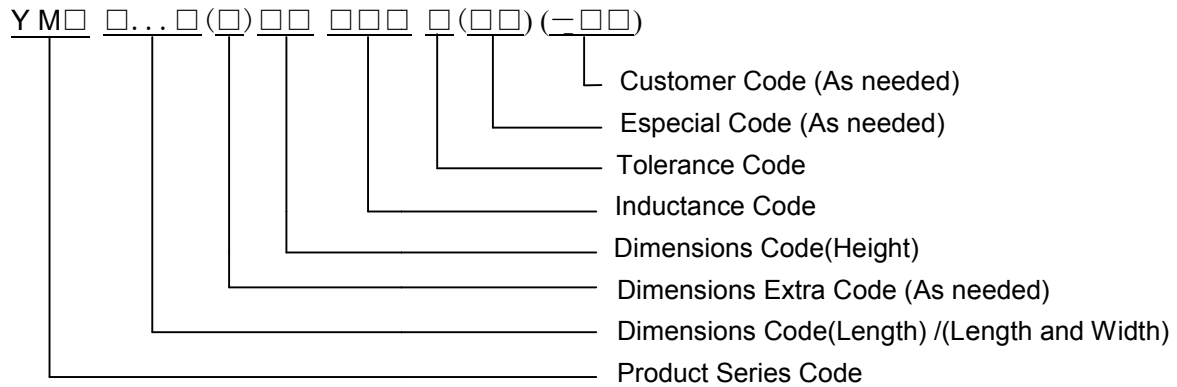 YM□ □...□(□)□□ □□□ □(□□)(-□□)
Customer Code (As needed)
Especial Code (As needed)
Tolerance Code
Inductance Code
Dimensions Code(Height)
Dimensions Extra Code (As needed)
Dimensions Code(Length) /(Length and Width)
Product Series Code